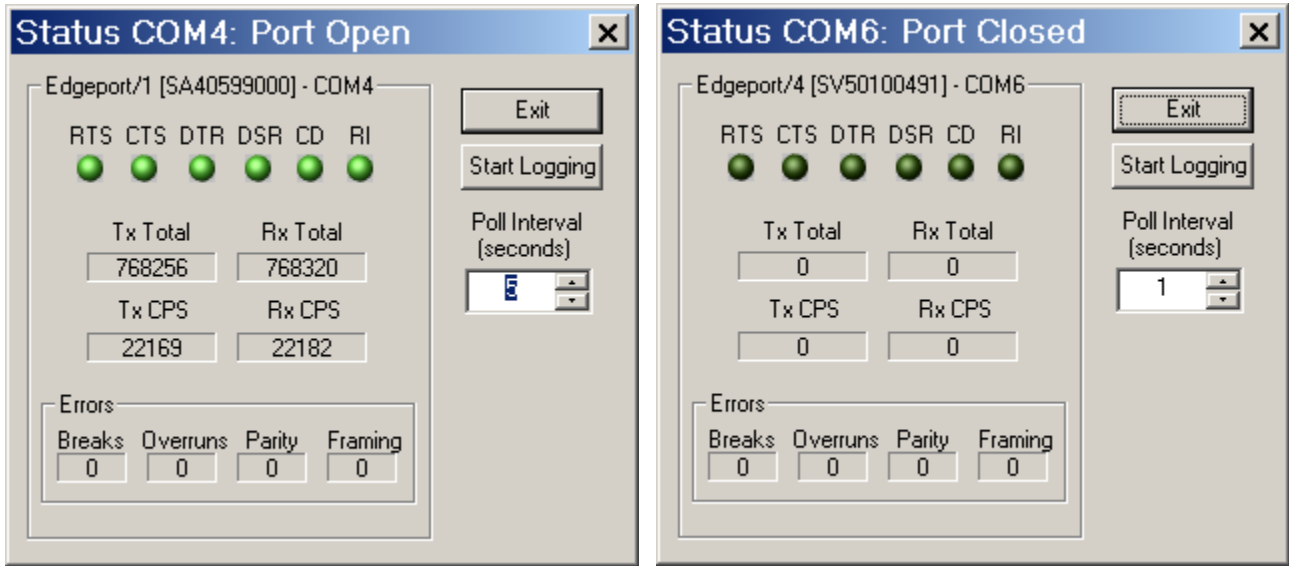 Status COM4: Port Open
Edgeport/1 [SA40599000] - COM4
RTS CTS DTR DSR CD RI
Tx Total Rx Total
768256 768320
Tx CPS Rx CPS
22169 22182
Errors
Breaks Overruns Parity Framing
0 0 0 0
Exit
Start Logging
Poll Interval
(seconds)
5
Status COM6: Port Closed
Edgeport/4 [SV50100491] - COM6
RTS CTS DTR DSR CD RI
Tx Total Rx Total
0 0
Tx CPS Rx CPS
0 0
Errors
Breaks Overruns Parity Framing
0 0 0 0
Exit
Start Logging
Poll Interval
(seconds)
1